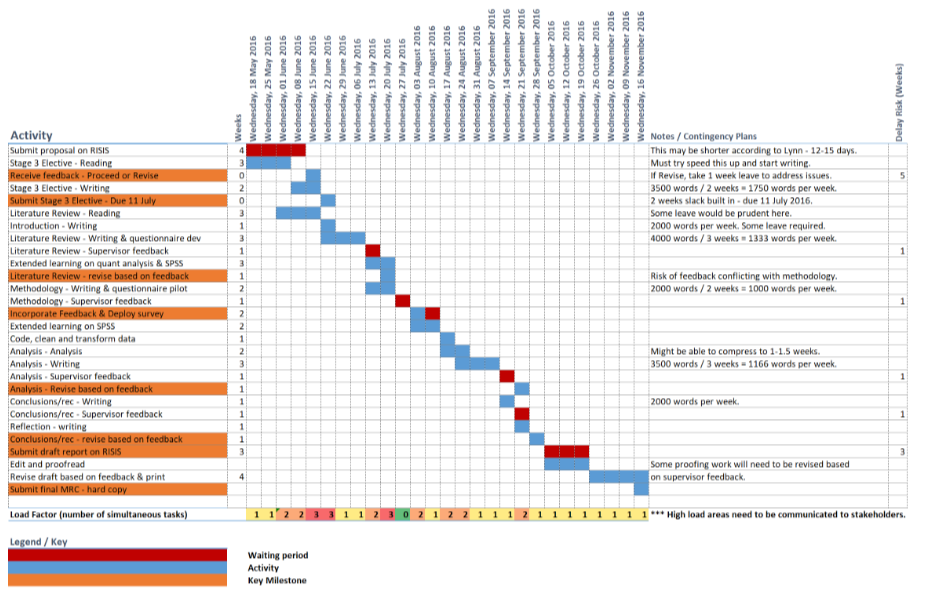 Wednesday, 18 May 2016
Wednesday, 25 May 2016
Wednesday, 01 June 2016
Wednesday, 08 June 2016
Wednesday, 15 June 2016
Wednesday, 22 June 2016
Wednesday, 29 June 2016
Wednesday, 06 July 2016
Wednesday, 13 July 2016
Wednesday, 20 July 2016
Wednesday, 27 July 2016
Wednesday, 03 August 2016
Wednesday, 10 August 2016
Wednesday, 17 August 2016
Wednesday, 24 August 2016
Wednesday, 31 August 2016
Wednesday, 07 September 2016
Wednesday, 14 September 2016
Wednesday, 21 September 2016
Wednesday, 28 September 2016
Wednesday, 05 October 2016
Wednesday, 12 October 2016
Wednesday, 19 October 2016
Wednesday, 26 October 2016
Wednesday, 02 November 2016
Wednesday, 09 November 2016
Wednesday, 16 November 2016
Activity Weeks Notes / Contingency Plans Delay Risk (Weeks)
Submit proposal on RISIS 4 This may be shorter according to Lynn - 12-15 days.
Stage 3 Elective - Reading 3 Must try speed this up and start writing.
Receive feedback - Proceed or Revise 0 If Revise, take 1 week leave to address issues. 5
Stage 3 Elective - Writing 2 3500 words / 2 weeks = 1750 words per week.
Submit Stage 3 Elective - Due 11 July 0 2 weeks slack built in - due 11 July 2016.
Literature Review - Reading 3 Some leave would be prudent here.
Introduction - Writing 1 2000 words per week. Some leave required.
Literature Review - Writing & questionnaire dev 3 4000 words / 3 weeks = 1333 words per week.
Literature Review - Supervisor feedback 1 1
Extended learning on quant analysis & SPSS 3
Literature Review - revise based on feedback 1 Risk of feedback conflicting with methodology.
Methodology - Writing & questionnaire pilot 2 2000 words / 2 weeks = 1000 words per week.
Methodology - Supervisor feedback 1 1
Incorporate Feedback & Deploy survey 2
Extended learning on SPSS 2
Code, clean and transform data 1
Analysis - Analysis 2 Might be able to compress to 1-1.5 weeks.
Analysis - Writing 3 3500 words / 3 weeks = 1166 words per week.
Analysis - Supervisor feedback 1 1
Analysis - Revise based on feedback 1
Conclusions/rec - Writing 1 2000 words per week.
Conclusions/rec - Supervisor feedback 1 1
Reflection - writing 1
Conclusions/rec - revise based on feedback 1
Submit draft report on RISIS 3 3
Edit and proofread Some proofing work will need to be revised based
Revise draft based on feedback & print 4 on supervisor feedback.
Submit final MRC - hard copy
Load Factor (number of simultaneous tasks) 1 1 2 2 3 3 1 1 2 3 0 2 1 2 2 1 1 1 2 1 1 1 1 1 1 1 1 *** High load areas need to be communicated to stakeholders.
Legend / Key
Waiting period
Activity
Key Milestone